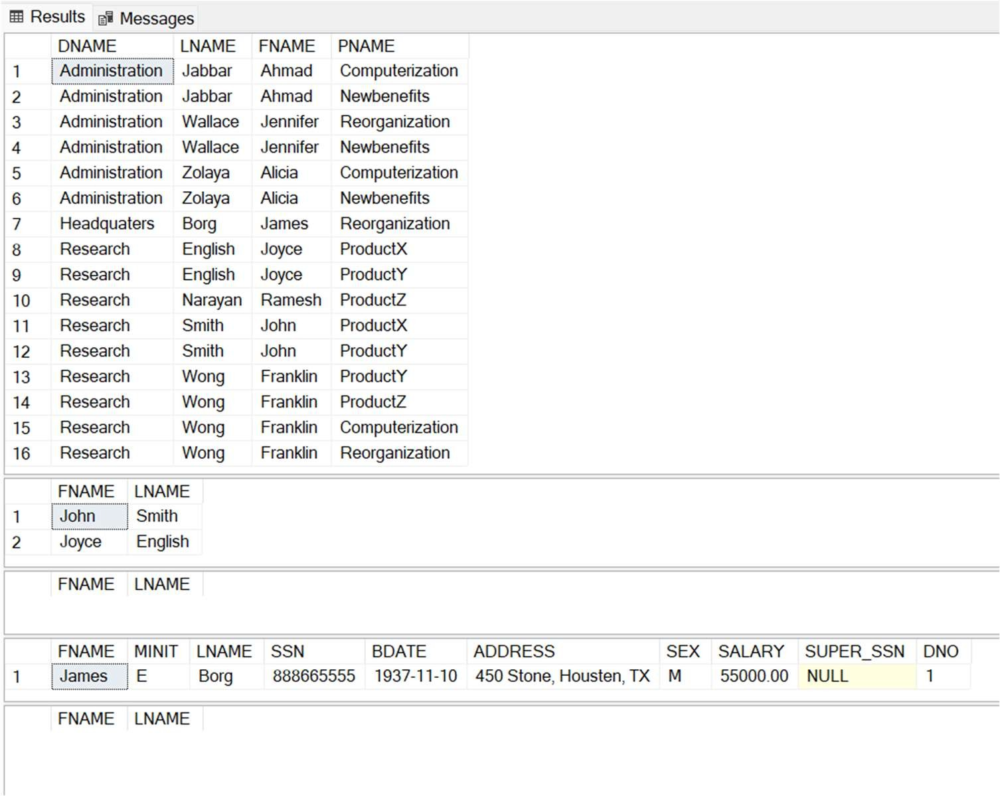 Results Messages
DNAME LNAME FNAME PNAME
1 Administration Jabbar Ahmad Computerization
2 Administration Jabbar Ahmad Newbenefits
3 Administration Wallace Jennifer Reorganization
4 Administration Wallace Jennifer Newbenefits
5 Administration Zolaya Alicia Computerization
6 Administration Zolaya Alicia Newbenefits
7 Headquaters Borg James Reorganization
8 Research English Joyce ProductX
9 Research English Joyce ProductY
10 Research Narayan Ramesh ProductZ
11 Research Smith John ProductX
12 Research Smith John ProductY
13 Research Wong Franklin ProductY
14 Research Wong Franklin ProductZ
15 Research Wong Franklin Computerization
16 Research Wong Franklin Reorganization
FNAME LNAME
1 John Smith
2 Joyce English
FNAME LNAME
FNAME MINIT LNAME SSN BDATE ADDRESS SEX SALARY SUPER_SSN DNO
1 James E Borg 888665555 1937-11-10 450 Stone, Housten, TX M 55000.00 NULL 1
FNAME LNAME